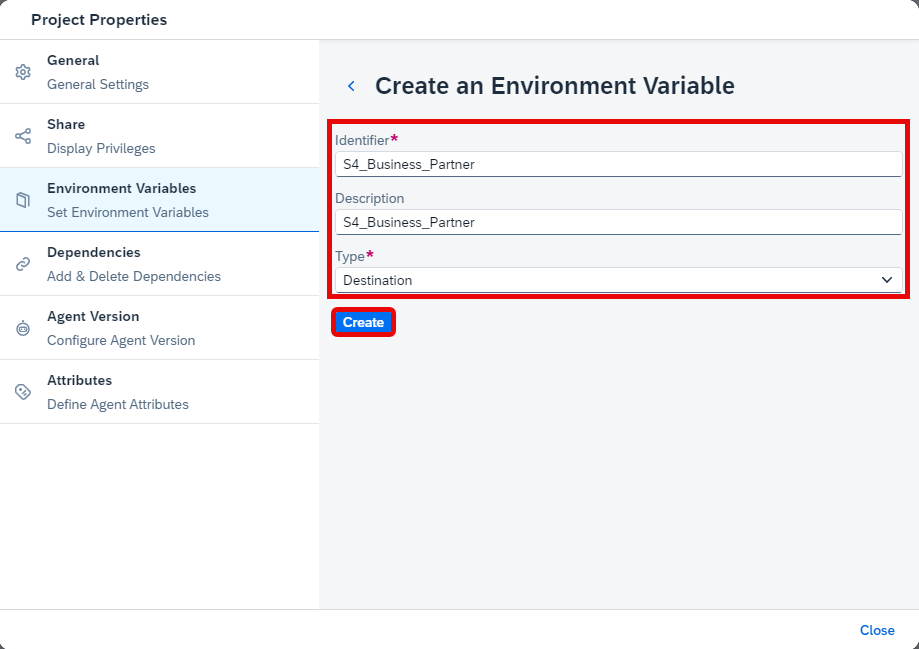 Project Properties
General
General Settings
Share
Display Privileges
Environment Variables
Set Environment Variables
Dependencies
Add & Delete Dependencies
Agent Version
Configure Agent Version
Attributes
Define Agent Attributes
Create an Environment Variable
Identifier*
S4_Business_Partner
Description
S4_Business_Partner
Type*
Destination
Create
Close